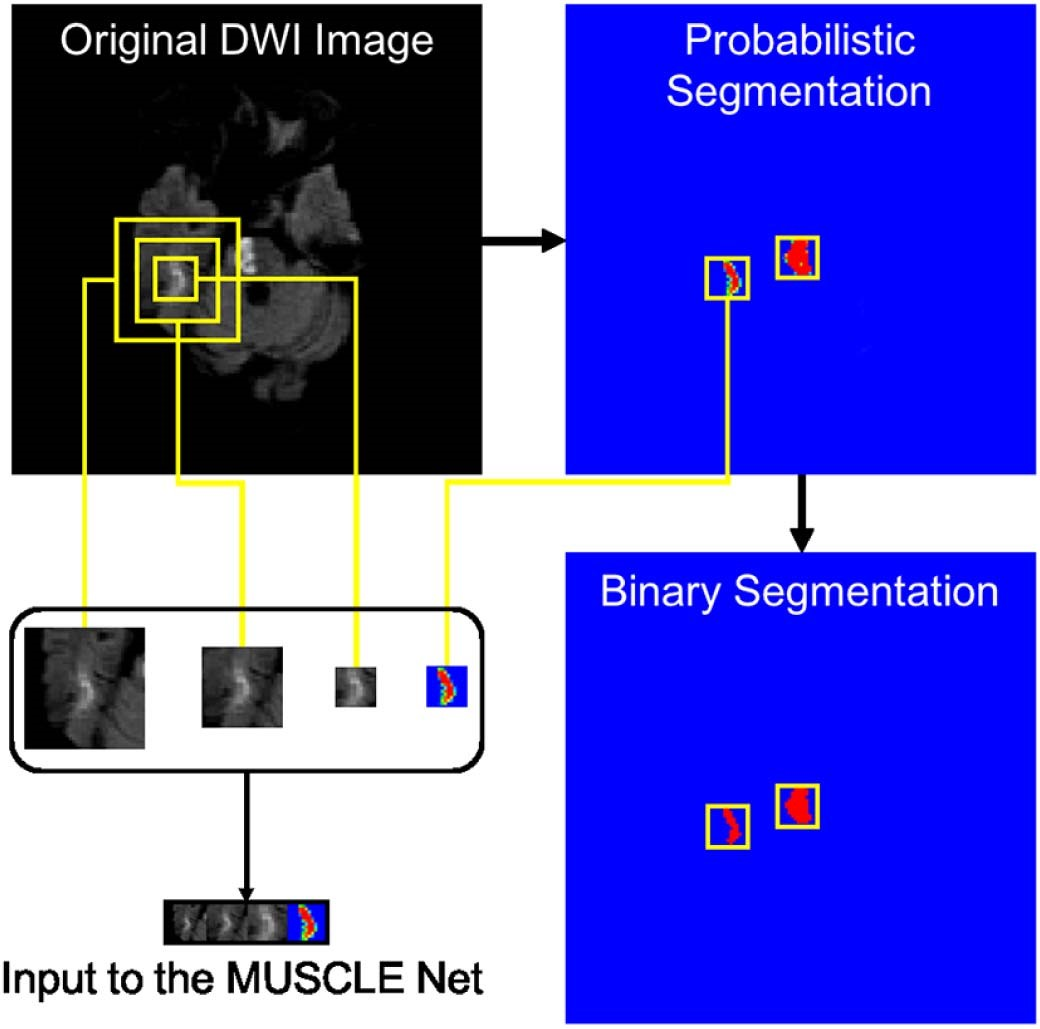 Original DWI Image
Probabilistic
Segmentation
Binary Segmentation
Input to the MUSCLE Net